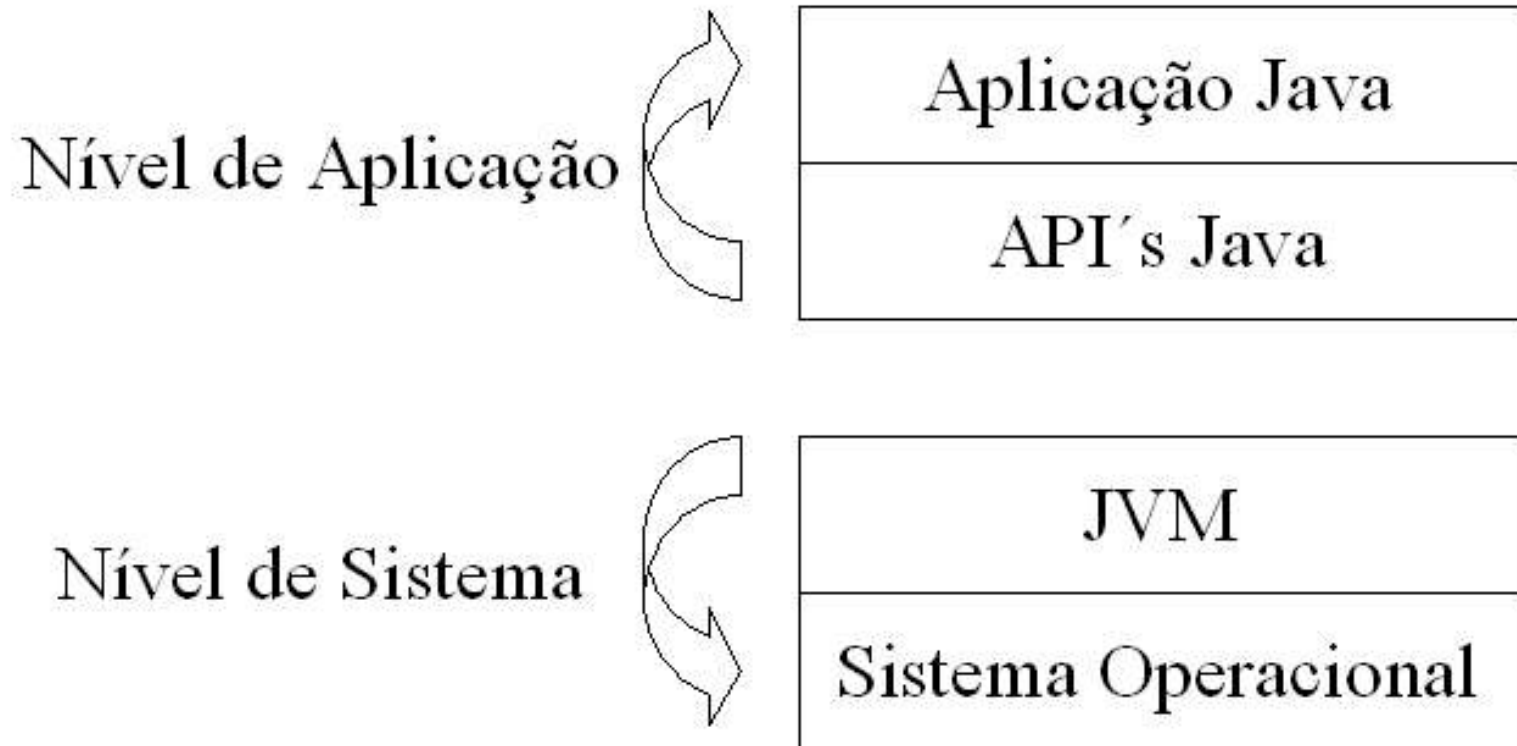 Aplicação Java
Nível de Aplicação
API´s Java
JVM
Nível de Sistema
Sistema Operacional